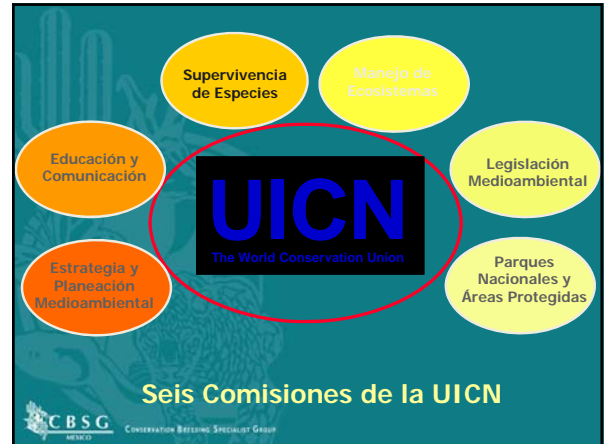 Supervivencia
de Especies
Manejo de
Ecosistemas
Educación y
Comunicación
Legislación
Medioambiental
UICN
The World Conservation Union
Estrategia y
Planeación
Medioambiental
Parques
Nacionales y
Áreas Protegidas
Seis Comisiones de la UICN
CBSG
MEXICO
CONSERVATION BREEDING SPECIALIST GROUP